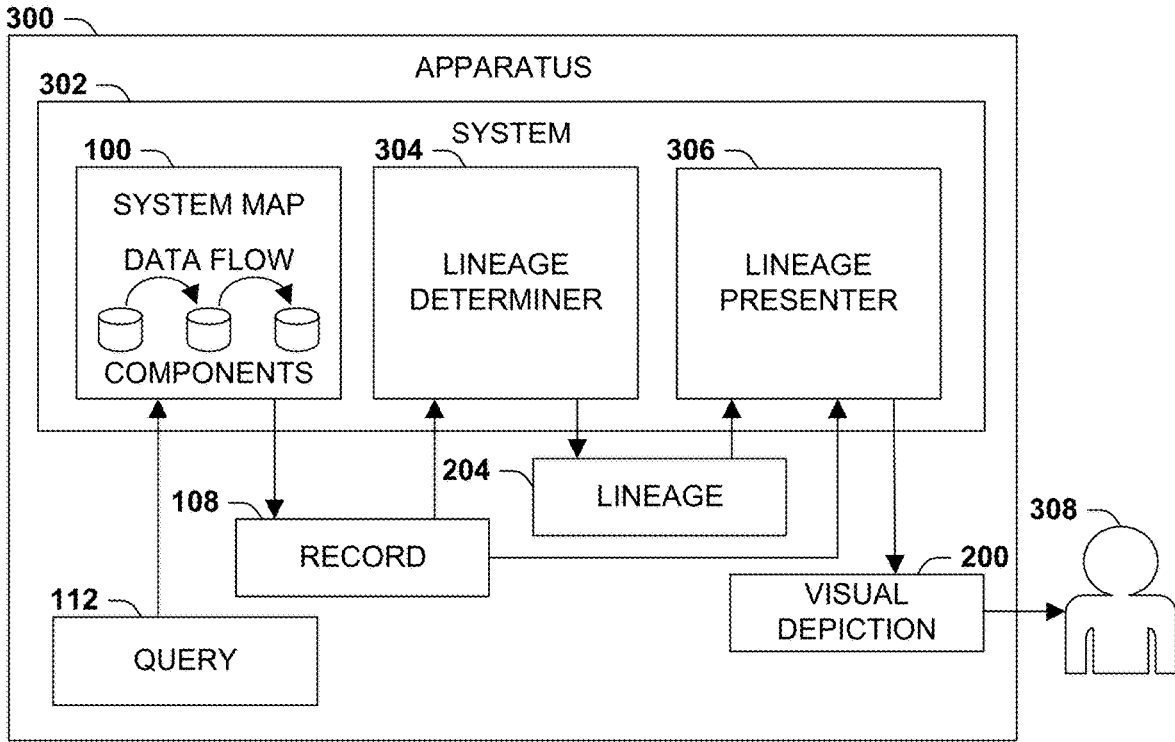 300
APPARATUS
302
SYSTEM
100
304
306
SYSTEM MAP
DATA FLOW
COMPONENTS
LINEAGE
DETERMINER
LINEAGE
PRESENTER
204
LINEAGE
108
RECORD
308
200
VISUAL
DEPICTION
112
QUERY